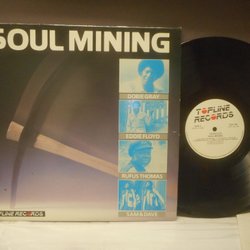 SOUL MINING
DOBIE GRAY
EDDIE FLOYD
RUFUS THOMAS
SAM & DAVE
TOPLINE RECORDS
TOPLINE
RECORDS